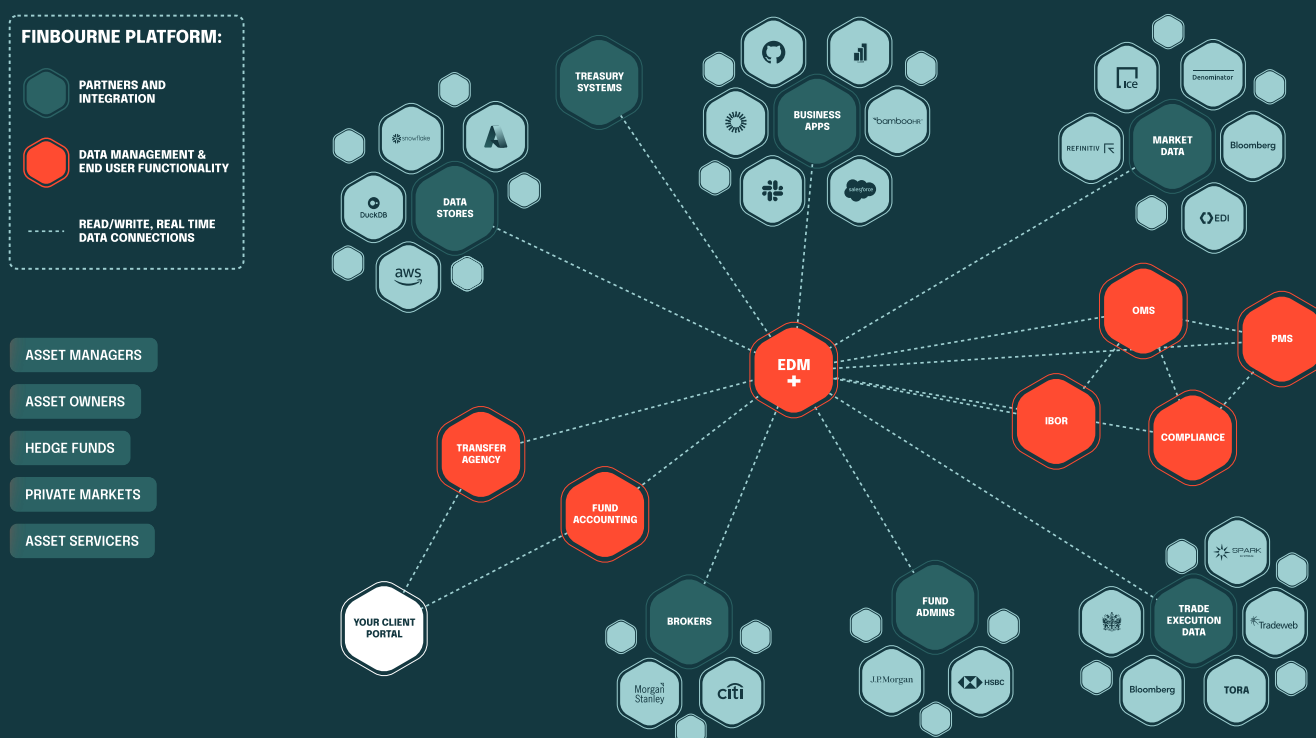 FINBOURNE PLATFORM:
PARTNERS AND
INTEGRATION
DATA MANAGEMENT &
END USER FUNCTIONALITY
READ/WRITE, REAL TIME
DATA CONNECTIONS
ASSET MANAGERS
ASSET OWNERS
HEDGE FUNDS
PRIVATE MARKETS
ASSET SERVICERS
snowflake
DuckDB
aws
DATA
STORES
TREASURY
SYSTEMS
BUSINESS
APPS
bambooHR
salesforce
ice
Denominator
REFINITIV
MARKET
DATA
Bloomberg
EDI
EDM
+
OMS
PMS
IBOR
COMPLIANCE
TRANSFER
AGENCY
FUND
ACCOUNTING
YOUR CLIENT
PORTAL
BROKERS
Morgan
Stanley
citi
FUND
ADMINS
J.P.Morgan
HSBC
SPARK
TRADE
EXECUTION
DATA
Tradeweb
Bloomberg
TORA